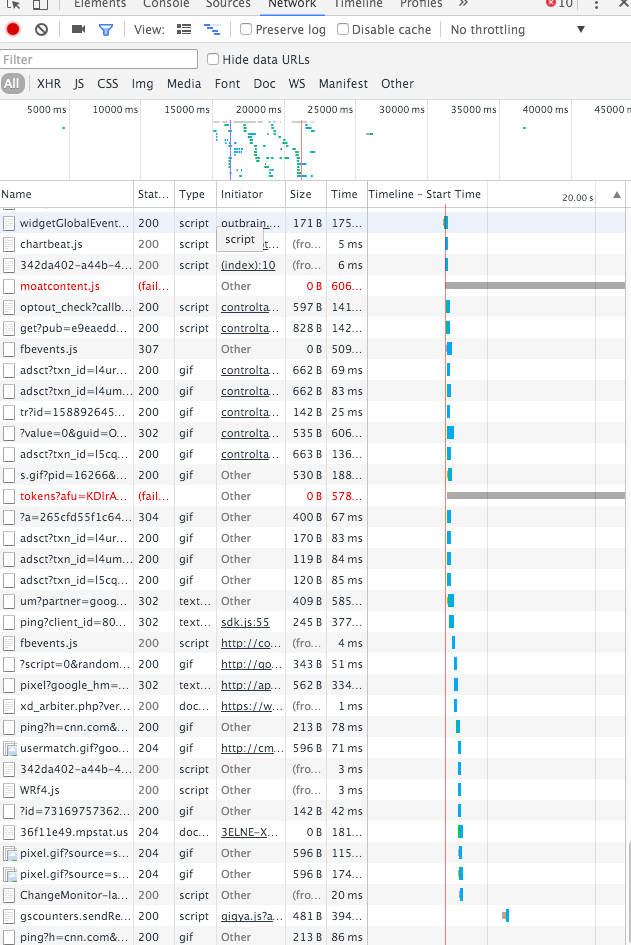 Elements Console Sources Network Timeline Profiles » 10
View: Preserve log Disable cache No throttling
Filter Hide data URLs
All XHR JS CSS Img Media Font Doc WS Manifest Other
5000 ms 10000 ms 15000 ms 20000 ms 25000 ms 30000 ms 35000 ms 40000 ms 45000 m
Name Stat... Type Initiator Size Time Timeline – Start Time 20.00 s
widgetGlobalEvent... 200 script outbrain.... 171 B 175...
chartbeat.js 200 script script t... (fro... 5 ms
342da402-a44b-4... 200 script (index):10 (fro... 6 ms
moatcontent.js (fail... Other 0 B 606...
optout_check?callb... 200 script controlta... 597 B 141...
get?pub=e9eaedd... 200 script controlta... 828 B 142...
fbevents.js 307 Other 0 B 509...
adsct?txn_id=l4ur... 200 gif controlta... 662 B 69 ms
adsct?txn_id=l4um... 200 gif controlta... 662 B 83 ms
tr?id=158892645... 200 gif controlta... 142 B 25 ms
?value=0&guid=O... 302 gif controlta... 535 B 606...
adsct?txn_id=l5cq... 200 gif controlta... 663 B 136...
s.gif?pid=16266&... 200 gif Other 530 B 188...
tokens?afu=KDlrA... (fail... Other 0 B 578...
?a=265cfd55f1c64... 304 gif Other 400 B 67 ms
adsct?txn_id=l4ur... 200 gif Other 170 B 83 ms
adsct?txn_id=l4um... 200 gif Other 119 B 84 ms
adsct?txn_id=l5cq... 200 gif Other 120 B 85 ms
um?partner=goog... 302 text... Other 409 B 585...
ping?client_id=80... 302 text... sdk.js:55 245 B 377...
fbevents.js 200 script http://co... (fro... 4 ms
?script=0&random... 200 gif http://go... 343 B 51 ms
pixel?google_hm=... 302 text... http://ap... 562 B 334...
xd_arbiter.php?ver... 200 doc... https://w... (fro... 1 ms
ping?h=cnn.com&... 200 gif Other 213 B 78 ms
usermatch.gif?goo... 204 gif http://cm... 596 B 71 ms
342da402-a44b-4... 200 script Other (fro... 3 ms
WRf4.js 200 script Other (fro... 3 ms
?id=73169757362... 200 gif Other 142 B 42 ms
36f11e49.mpstat.us 204 doc... 3ELNE-X... 0 B 181...
pixel.gif?source=s... 204 gif Other 596 B 115...
pixel.gif?source=s... 204 gif Other 596 B 174...
ChangeMonitor-la... 200 script Other (fro... 20 ms
gscounters.sendRe... 200 script gigya.js?a... 481 B 394...
ping?h=cnn.com&... 200 gif Other 213 B 86 ms